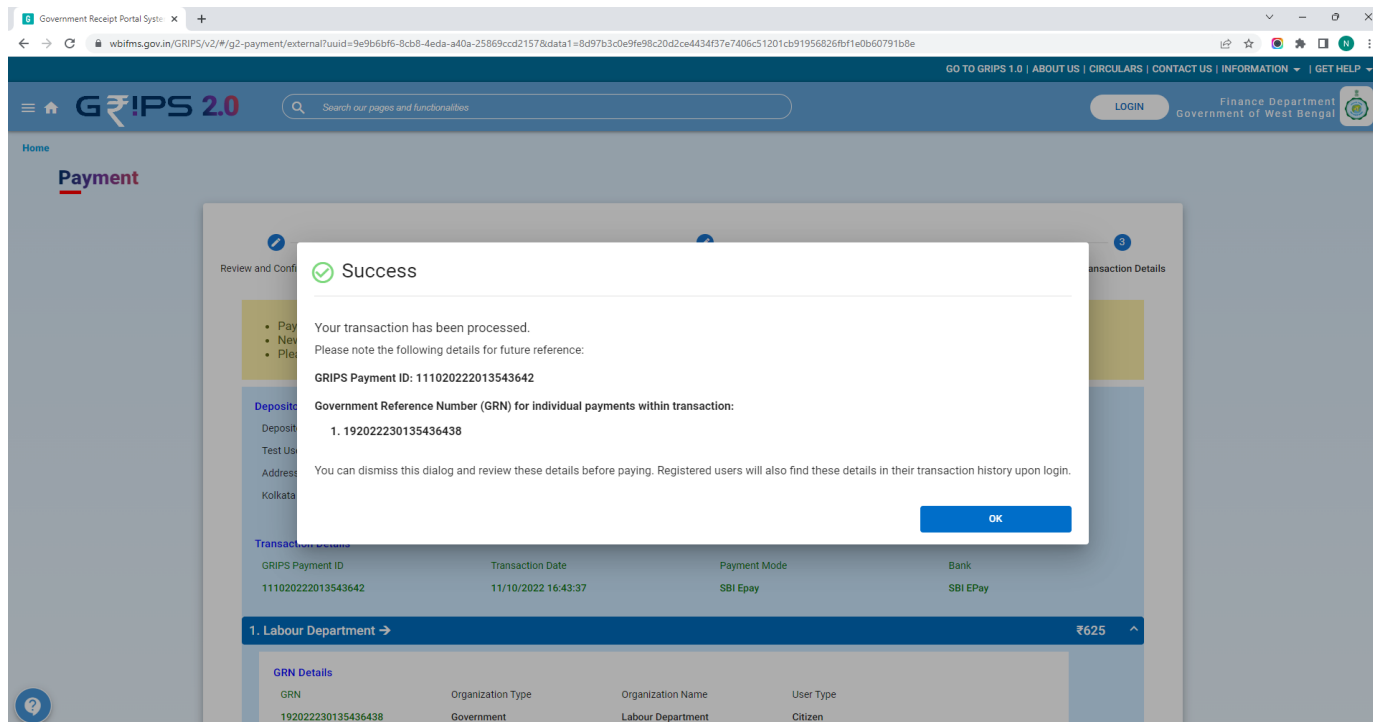 Government Receipt Portal Syste
wbifms.gov.in/GRIPS/v2/#/g2-payment/external?uuid=9e9b6bf6-8cb8-4eda-a40a-25869ccd2157&data1=8d97b3c0e9fe98c20d2ce4434f37e7406c51201cb91956826fbf1e0b60791b8e
N
GO TO GRIPS 1.0 | ABOUT US | CIRCULARS | CONTACT US | INFORMATION | GET HELP
G₹!PS 2.0
Search our pages and functionalities
LOGIN
Finance Department
Government of West Bengal
Home
Payment
3
Review and Confi
ansaction Details
Success
Your transaction has been processed.
Please note the following details for future reference:
GRIPS Payment ID: 111020222013543642
Government Reference Number (GRN) for individual payments within transaction:
1. 192022230135436438
You can dismiss this dialog and review these details before paying. Registered users will also find these details in their transaction history upon login.
OK
• Pay
• New
• Plea
Deposito
Deposit
Test Use
Address
Kolkata
Transaction Details
GRIPS Payment ID Transaction Date Payment Mode Bank
111020222013543642 11/10/2022 16:43:37 SBI Epay SBI EPay
1. Labour Department → ₹625
GRN Details
GRN Organization Type Organization Name User Type
192022230135436438 Government Labour Department Citizen